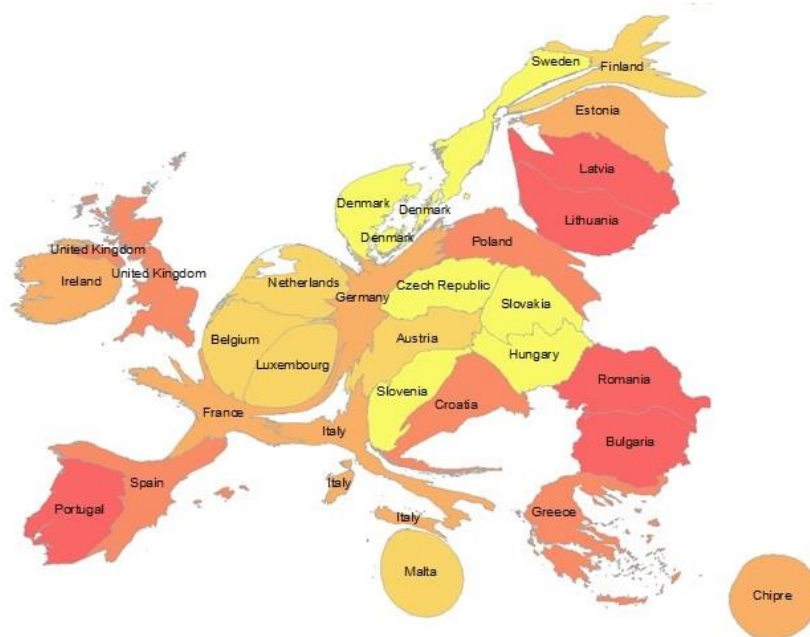 Sweden
Finland
Estonia
Latvia
Denmark
Denmark
Lithuania
Denmark
Poland
United Kingdom
United Kingdom
Ireland
Netherlands
Czech Republic
Germany
Slovakia
Belgium
Austria
Luxembourg
Hungary
Romania
Slovenia
Croatia
France
Italy
Bulgaria
Spain
Italy
Portugal
Italy
Greece
Malta
Chipre